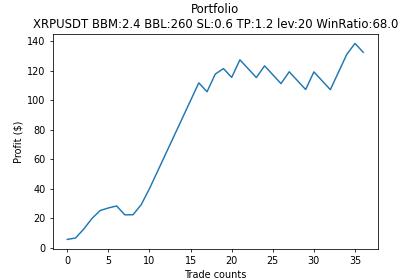 Portfolio
XRPUSDT BBM:2.4 BBL:260 SL:0.6 TP:1.2 lev:20 WinRatio:68.0
140
120
100
80
60
40
20
0
Profit ($)
0 5 10 15 20 25 30 35
Trade counts